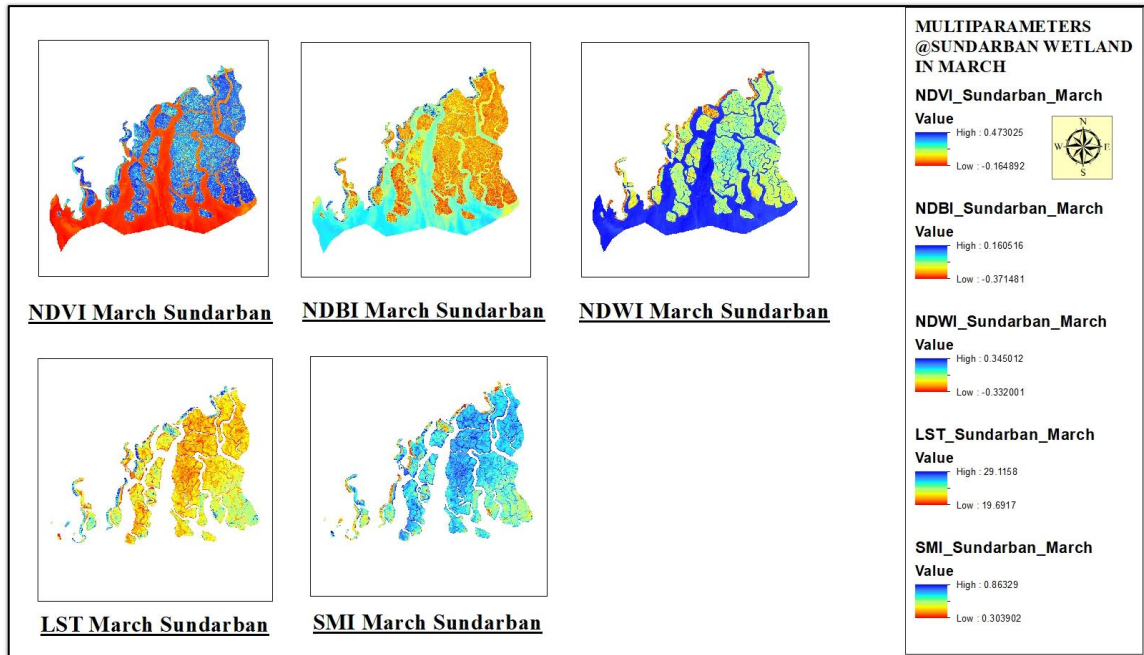 MULTIPARAMETERS
@SUNDARBAN WETLAND
IN MARCH
NDVI_Sundarban_March
Value
High : 0.473025
Low : -0.164892
N
W E
S
NDBI_Sundarban_March
Value
High : 0.160516
Low : -0.371481
NDWI_Sundarban_March
Value
High : 0.345012
Low : -0.332001
LST_Sundarban_March
Value
High : 29.1158
Low : 19.6917
SMI_Sundarban_March
Value
High : 0.86329
Low : 0.303902
NDVI March Sundarban
NDBI March Sundarban
NDWI March Sundarban
LST March Sundarban
SMI March Sundarban